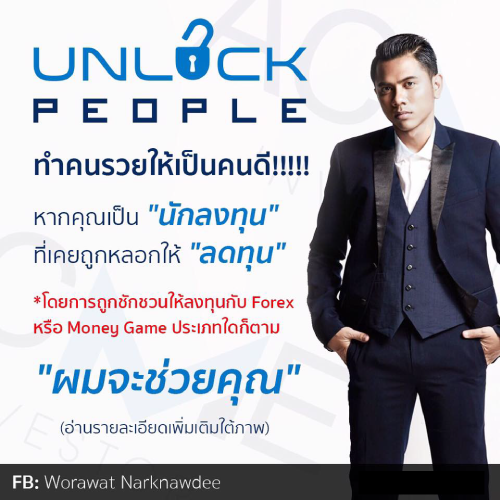 UNLOCK
PEOPLE
ทำคนรวยให้เป็นคนดี!!!!!
หากคุณเป็น "นักลงทุน"
ที่เคยถูกหลอกให้ "ลดทุน"
*โดยการถูกชักชวนให้ลงทุนกับ Forex
หรือ Money Game ประเภทใดก็ตาม
"ผมจะช่วยคุณ"
(อ่านรายละเอียดเพิ่มเติมใต้ภาพ)
FB: Worawat Narknawdee